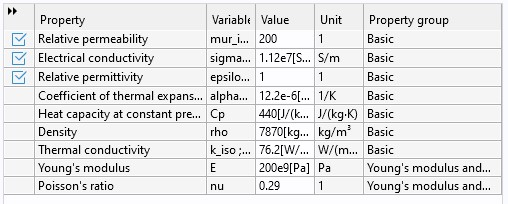 Property Variable Value Unit Property group
Relative permeability mur_i... 200 1 Basic
Electrical conductivity sigma... 1.12e7[S... S/m Basic
Relative permittivity epsilo... 1 1 Basic
Coefficient of thermal expans... alpha... 12.2e-6[... 1/K Basic
Heat capacity at constant pre... Cp 440[J/(k... J/(kg·K) Basic
Density rho 7870[kg... kg/m³ Basic
Thermal conductivity k_iso ;... 76.2[W/... W/(m... Basic
Young's modulus E 200e9[Pa] Pa Young's modulus and...
Poisson's ratio nu 0.29 1 Young's modulus and...